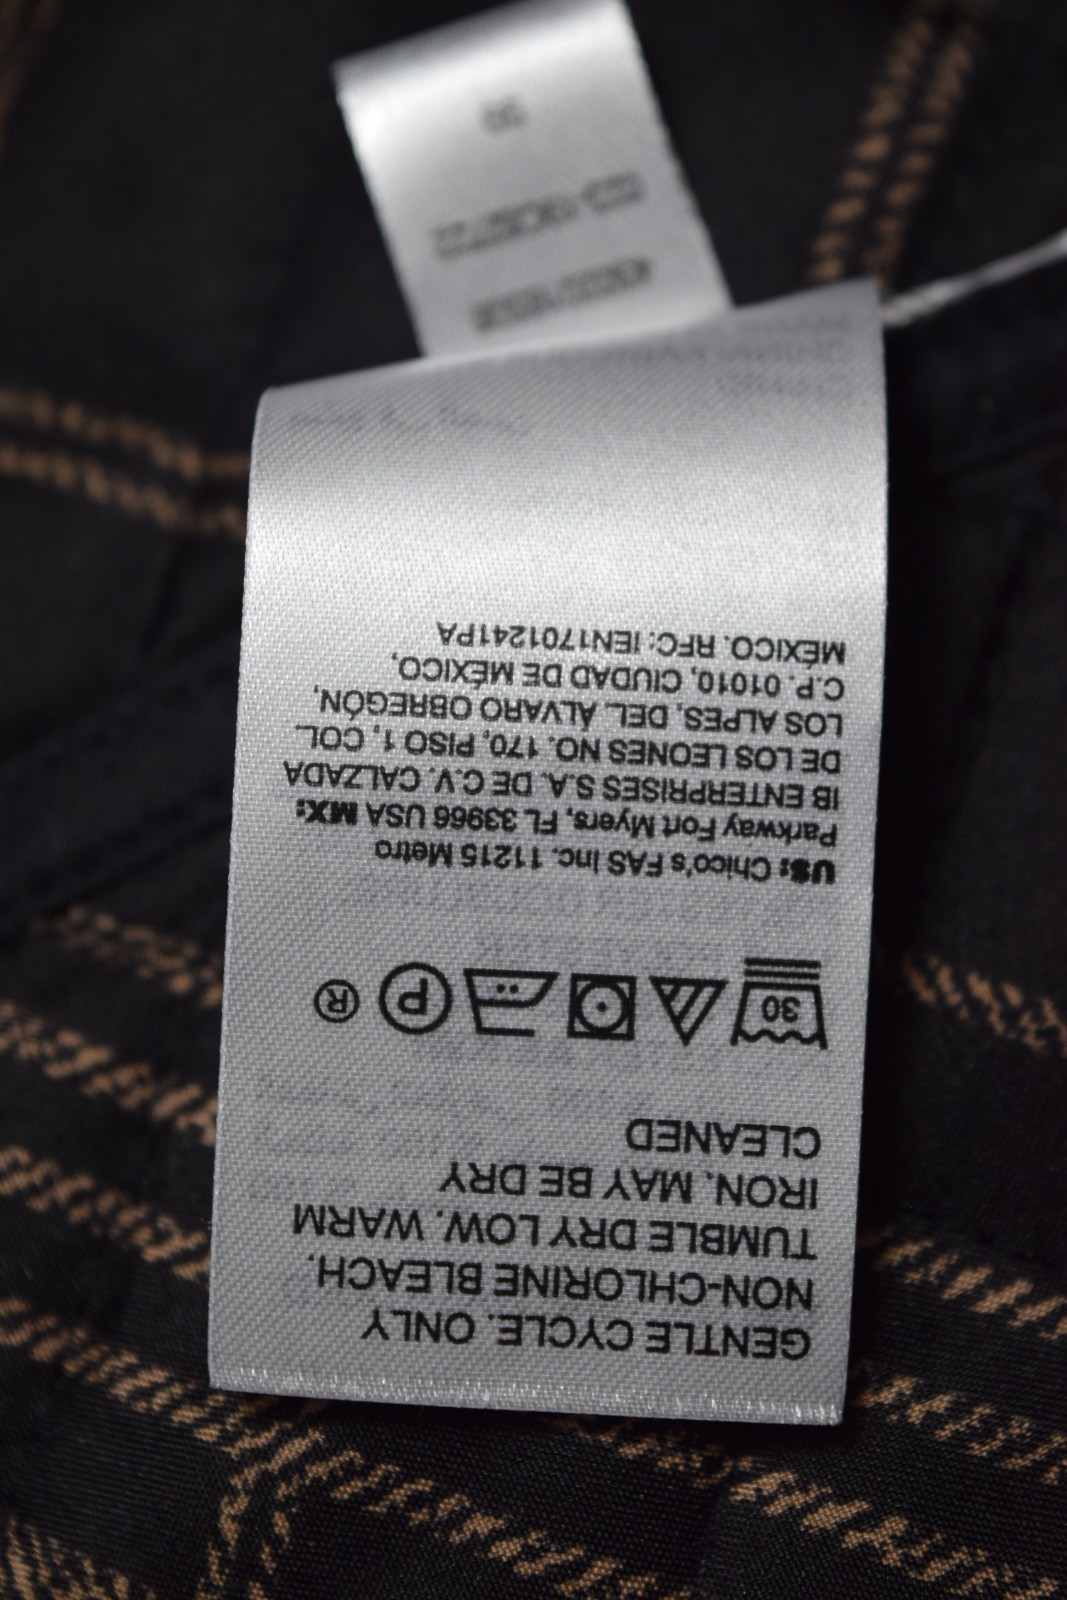 GENTLE CYCLE. ONLY
NON-CHLORINE BLEACH.
TUMBLE DRY LOW. WARM
IRON. MAY BE DRY
CLEANED
30 P ®
US: Chico's FAS Inc. 11215 Metro
Parkway Fort Myers, FL 33966 USA MX:
IB ENTERPRISES S.A. DE C.V. CALZADA
DE LOS LEONES NO. 170, PISO 1, COL.
LOS ALPES, DEL. ÁLVARO OBREGÓN,
C.P. 01010, CIUDAD DE MÉXICO,
MÉXICO. RFC: IEN1701241PA